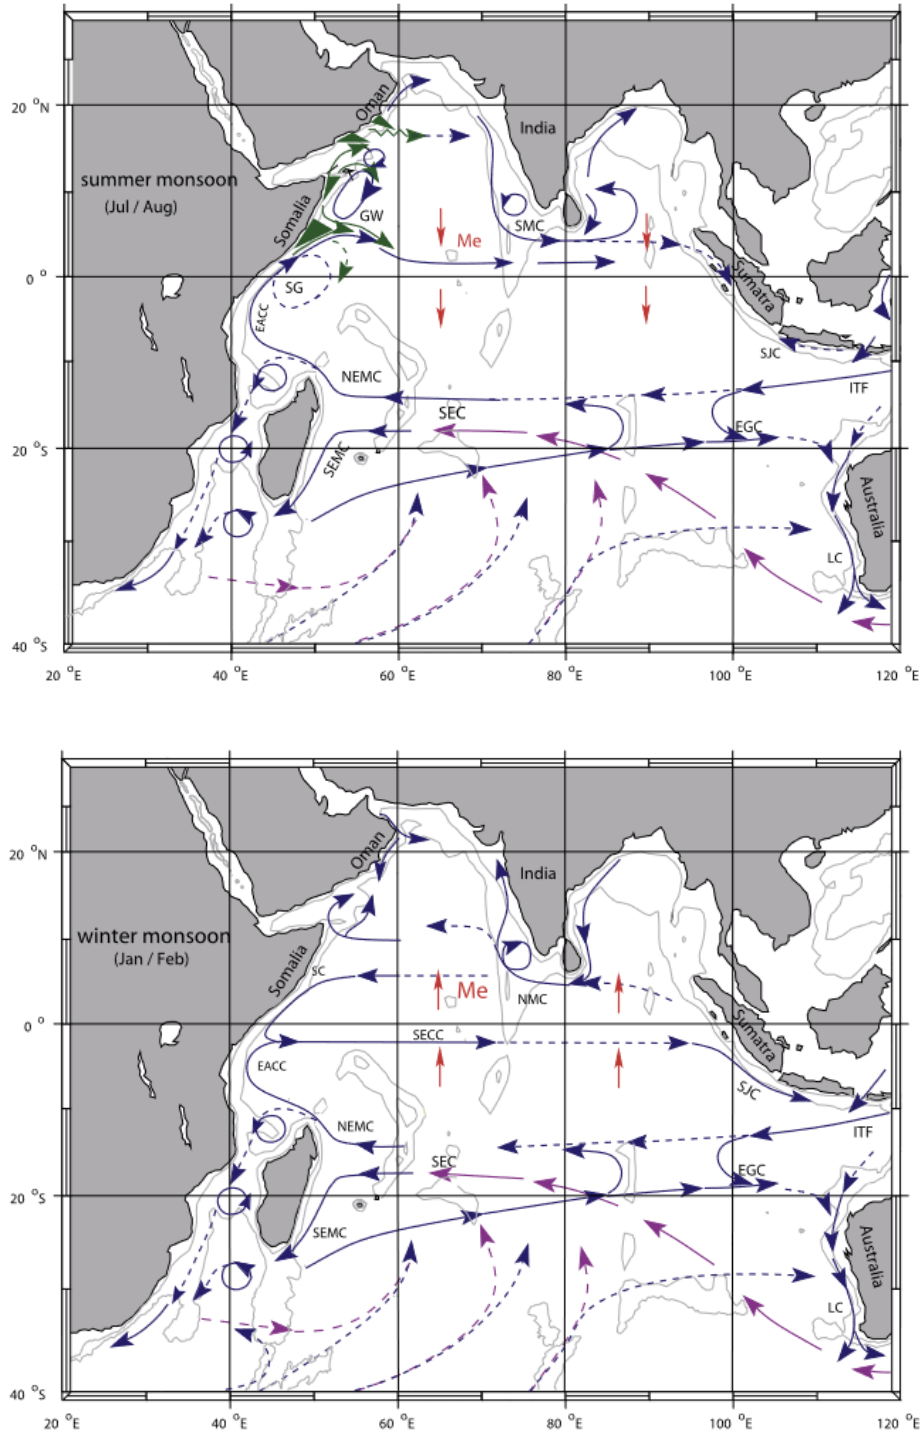 Oman
20 °N
India
summer monsoon
(Jul / Aug)
Somalia
GW
SMC
Me
0 °
SG
Sumatra
EACC
SJC
NEMC
ITF
SEC
EGC
20 °S
SEMC
Australia
LC
40 °S
20 °E
40 °E
60 °E
80 °E
100 °E
120 °E
20 °N
Oman
India
winter monsoon
(Jan / Feb)
Somalia
SC
Me
NMC
0 °
SECC
Sumatra
EACC
SJC
NEMC
ITF
SEC
EGC
20 °S
SEMC
Australia
LC
40 °S
20 °E
40 °E
60 °E
80 °E
100 °E
120 °E